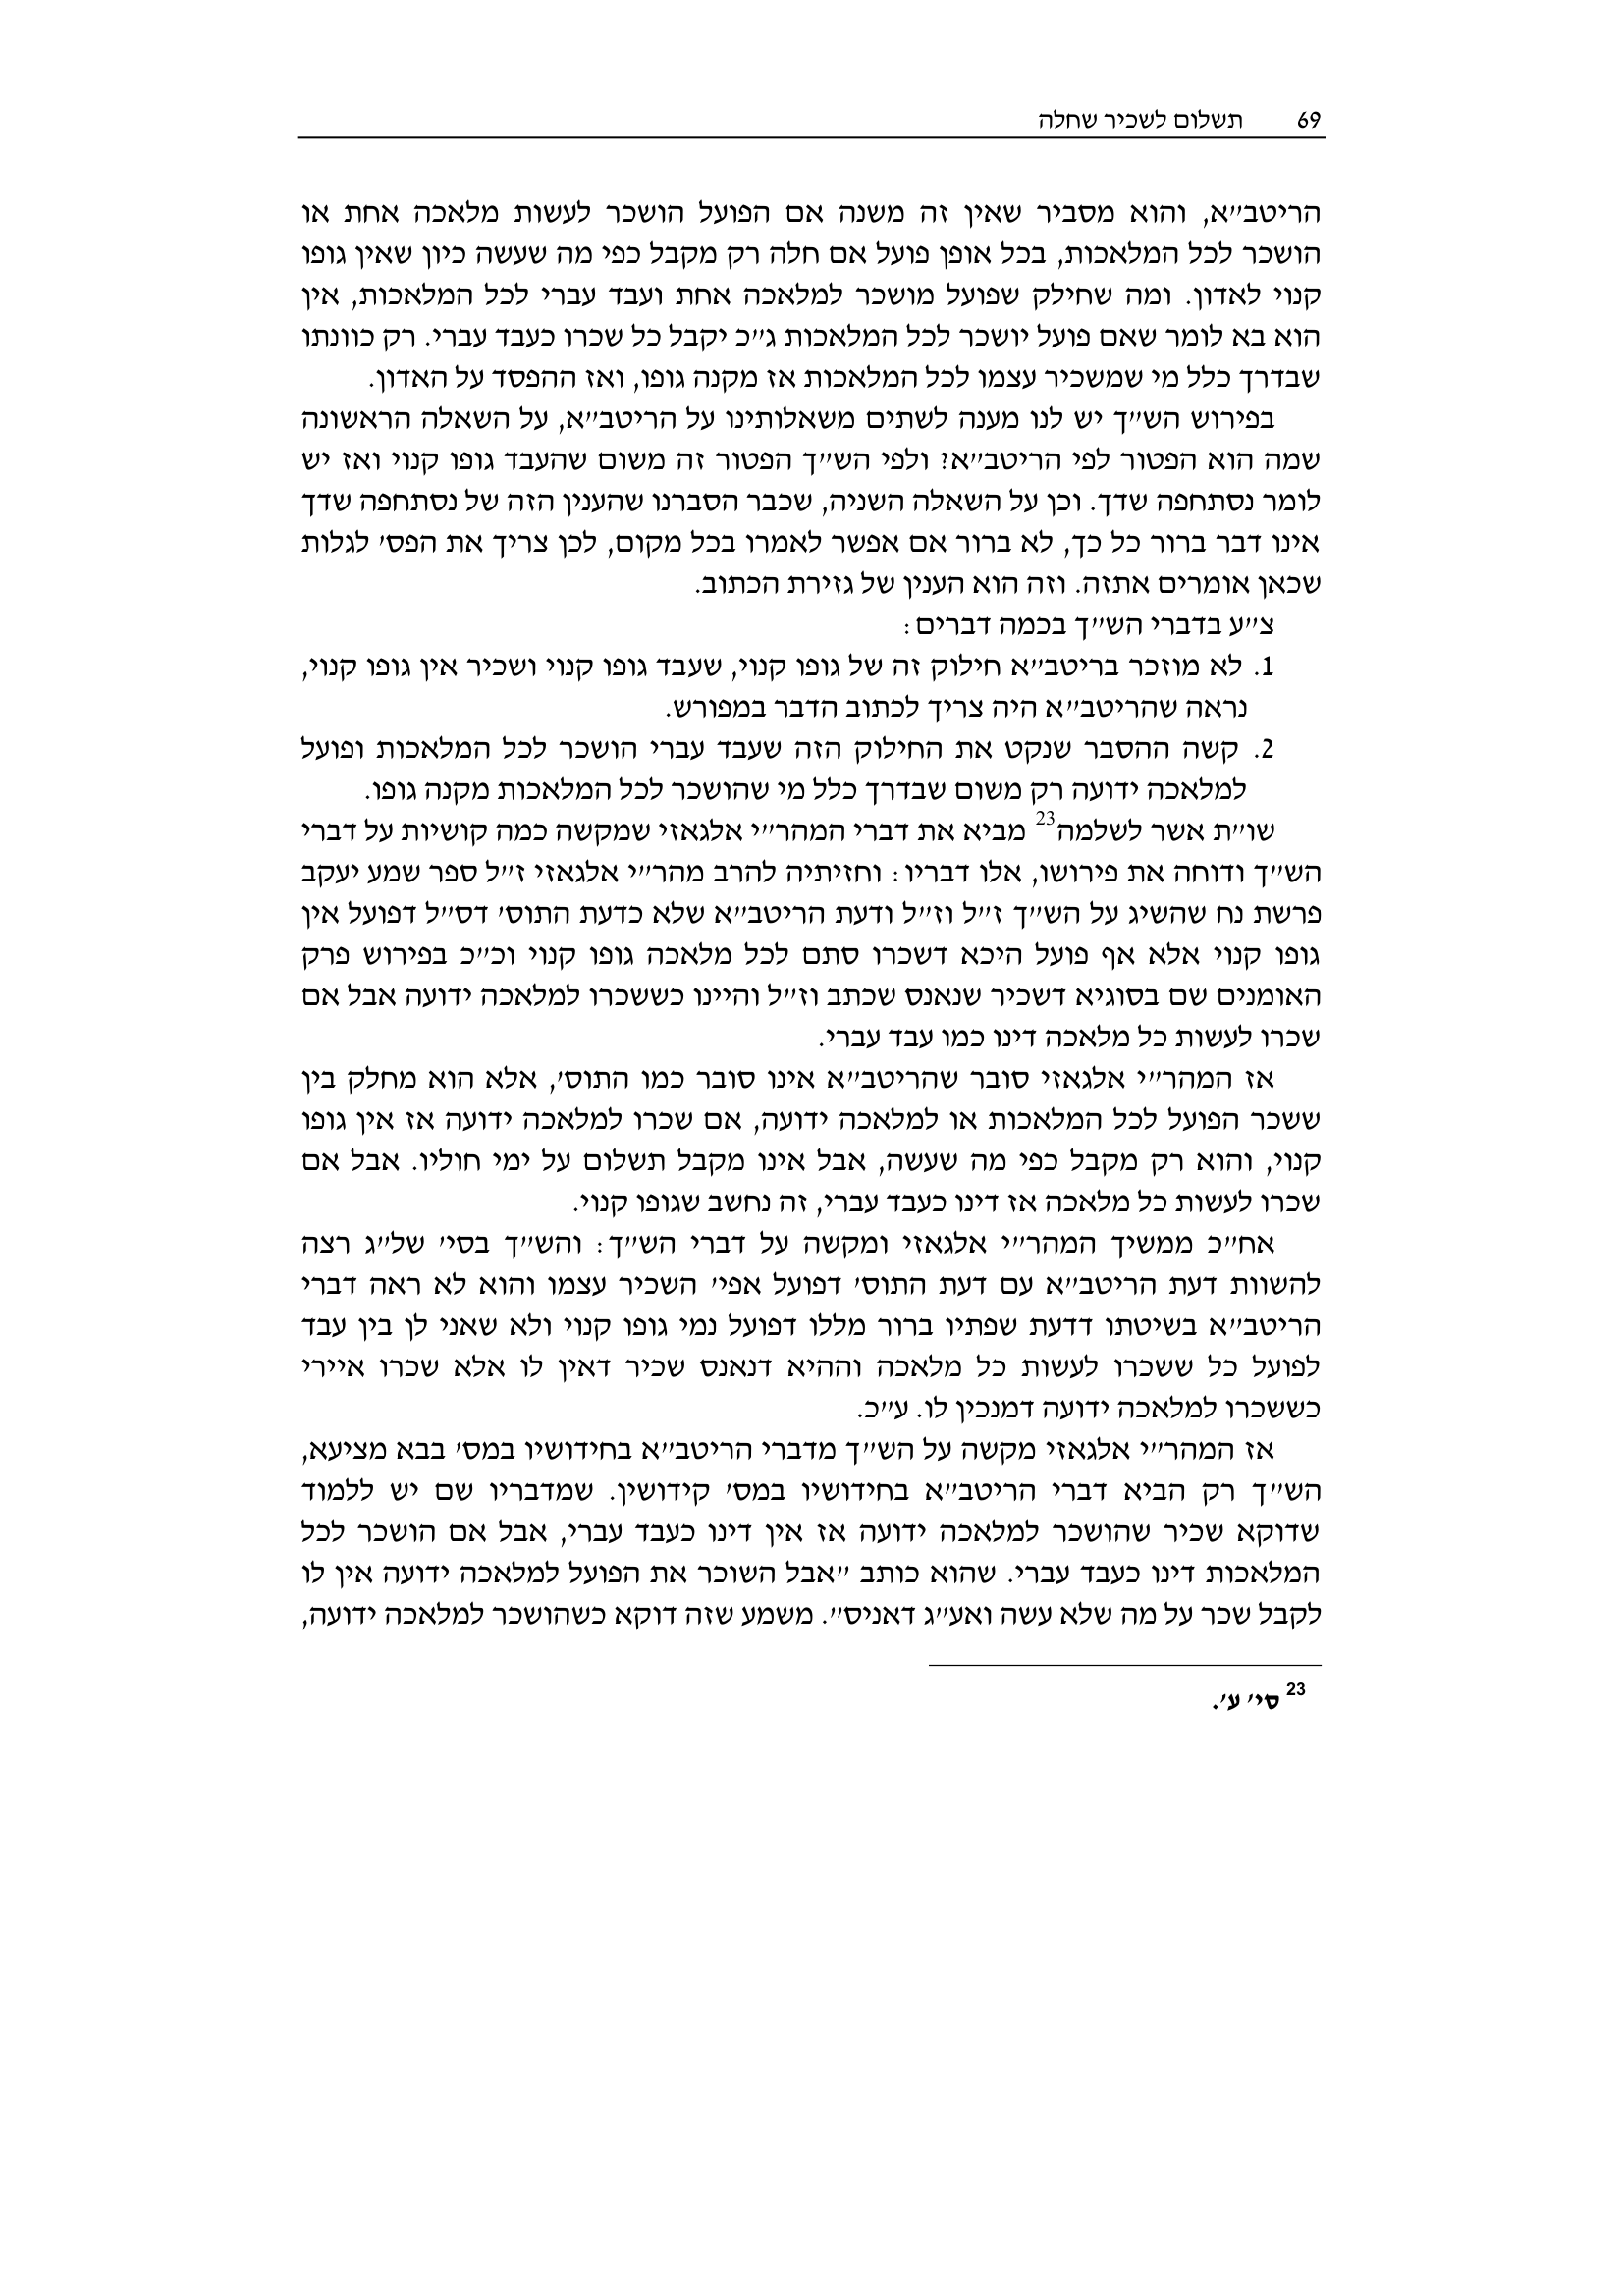 69 תשלום לשכיר שחלה
הריטב״א, והוא מסביר שאין זה משנה אם הפועל הושכר לעשות מלאכה אחת או
הושכר לכל המלאכות, בכל אופן פועל אם חלה רק מקבל כפי מה שעשה כיון שאין גופו
קנוי לאדון. ומה שחילק שפועל מושכר למלאכה אחת ועבד עברי לכל המלאכות, אין
הוא בא לומר שאם פועל יושכר לכל המלאכות ג״כ יקבל כל שכרו כעבד עברי. רק כוונתו
שבדרך כלל מי שמשכיר עצמו לכל המלאכות אז מקנה גופו, ואז ההפסד על האדון.
בפירוש הש״ך יש לנו מענה לשתים משאלותינו על הריטב״א, על השאלה הראשונה
שמה הוא הפטור לפי הריטב״א? ולפי הש״ך הפטור זה משום שהעבד גופו קנוי ואז יש
לומר נסתחפה שדך. וכן על השאלה השניה, שכבר הסברנו שהענין הזה של נסתחפה שדך
אינו דבר ברור כל כך, לא ברור אם אפשר לאמרו בכל מקום, לכן צריך את הפס׳ לגלות
שכאן אומרים אתזה. וזה הוא הענין של גזירת הכתוב.
צ״ע בדברי הש״ך בכמה דברים:
1. לא מוזכר בריטב״א חילוק זה של גופו קנוי, שעבד גופו קנוי ושכיר אין גופו קנוי,
נראה שהריטב״א היה צריך לכתוב הדבר במפורש.
2. קשה ההסבר שנקט את החילוק הזה שעבד עברי הושכר לכל המלאכות ופועל
למלאכה ידועה רק משום שבדרך כלל מי שהושכר לכל המלאכות מקנה גופו.
שו״ת אשר לשלמה23 מביא את דברי המהר״י אלגאזי שמקשה כמה קושיות על דברי
הש״ך ודוחה את פירושו, אלו דבריו: וחזיתיה להרב מהר״י אלגאזי ז״ל ספר שמע יעקב
פרשת נח שהשיג על הש״ך ז״ל וז״ל ודעת הריטב״א שלא כדעת התוס׳ דס״ל דפועל אין
גופו קנוי אלא אף פועל היכא דשכרו סתם לכל מלאכה גופו קנוי וכ״כ בפירוש פרק
האומנים שם בסוגיא דשכיר שנאנס שכתב וז״ל והיינו כששכרו למלאכה ידועה אבל אם
שכרו לעשות כל מלאכה דינו כמו עבד עברי.
אז המהר״י אלגאזי סובר שהריטב״א אינו סובר כמו התוס׳, אלא הוא מחלק בין
ששכר הפועל לכל המלאכות או למלאכה ידועה, אם שכרו למלאכה ידועה אז אין גופו
קנוי, והוא רק מקבל כפי מה שעשה, אבל אינו מקבל תשלום על ימי חוליו. אבל אם
שכרו לעשות כל מלאכה אז דינו כעבד עברי, זה נחשב שגופו קנוי.
אח״כ ממשיך המהר״י אלגאזי ומקשה על דברי הש״ך: והש״ך בסי׳ של״ג רצה
להשוות דעת הריטב״א עם דעת התוס׳ דפועל אפי׳ השכיר עצמו והוא לא ראה דברי
הריטב״א בשיטתו דדעת שפתיו ברור מללו דפועל נמי גופו קנוי ולא שאני לן בין עבד
לפועל כל ששכרו לעשות כל מלאכה וההיא דנאנס שכיר דאין לו אלא שכרו איירי
כששכרו למלאכה ידועה דמנכין לו. ע״כ.
אז המהר״י אלגאזי מקשה על הש״ך מדברי הריטב״א בחידושיו במס׳ בבא מציעא,
הש״ך רק הביא דברי הריטב״א בחידושיו במס׳ קידושין. שמדבריו שם יש ללמוד
שדוקא שכיר שהושכר למלאכה ידועה אז אין דינו כעבד עברי, אבל אם הושכר לכל
המלאכות דינו כעבד עברי. שהוא כותב ״אבל השוכר את הפועל למלאכה ידועה אין לו
לקבל שכר על מה שלא עשה ואע״ג דאניס״. משמע שזה דוקא כשהושכר למלאכה ידועה,
23 סי׳ ע׳.